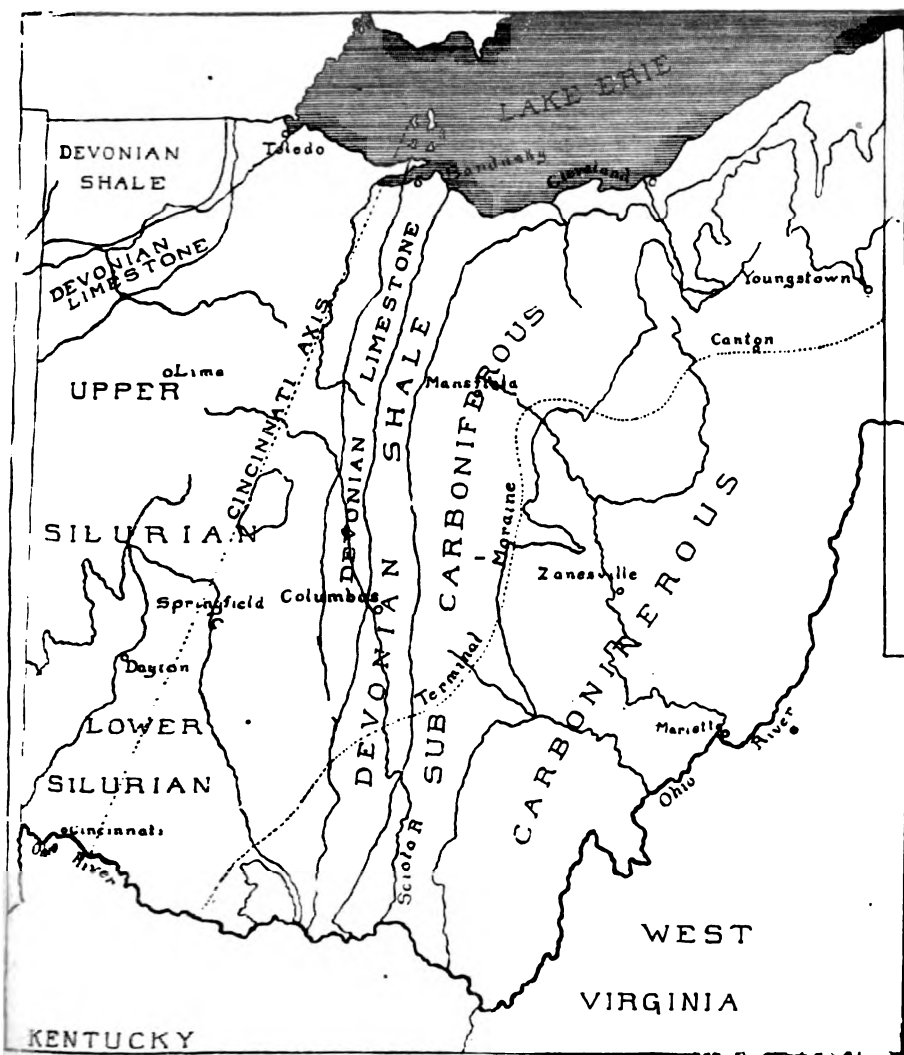 LAKE ERIE
DEVONIAN
SHALE
Toledo
Sandusky
Cleveland
DEVONIAN
LIMESTONE
Youngstown
Canton
CINCINNATI AXIS
DEVONIAN LIMESTONE
DEVONIAN SHALE
SUB CARBONIFEROUS
Mansfield
Lima
UPPER
SILURIAN
Moraine
Terminal
Zanesville
CARBONIFEROUS
Springfield
Columbus
Dayton
LOWER
SILURIAN
Marietta
Ohio River
Cincinnati
Ohio River
Scioto R
WEST
VIRGINIA
KENTUCKY